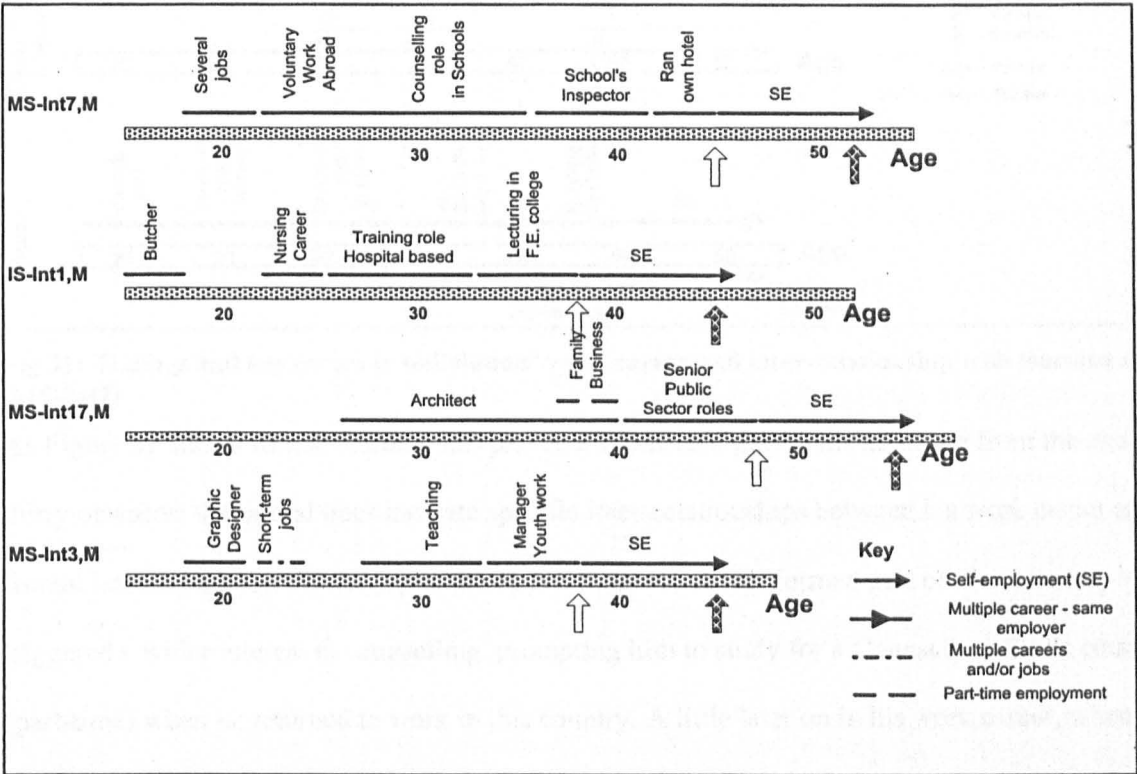 Several
jobs
Voluntary
Work
Abroad
Counselling
role
in Schools
School's
Inspector
Ran
own hotel
SE
MS-Int7,M
20
30
40
50
Age
Butcher
Nursing
Career
Training role
Hospital based
Lecturing in
F.E. college
SE
IS-Int1,M
20
30
40
50
Age
Family
Business
Architect
Senior
Public
Sector roles
SE
MS-Int17,M
20
30
40
50
Age
Graphic
Designer
Short-term
jobs
Teaching
Manager
Youth work
SE
MS-Int3,M
20
30
40
Age
Key
Self-employment (SE)
Multiple career - same
employer
Multiple careers
and/or jobs
Part-time employment